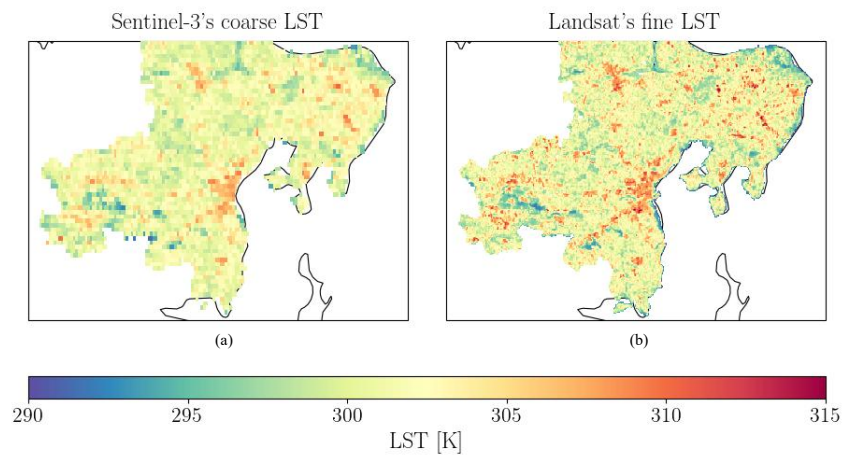 Sentinel-3's coarse LST
Landsat's fine LST
(a)
(b)
290 295 300 305 310 315
LST [K]